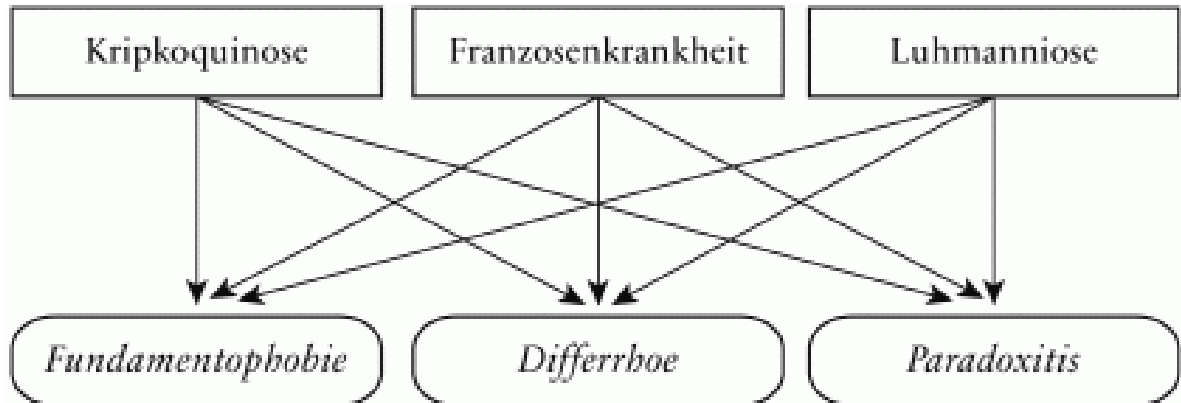 Kripkoquinose
Franzosenkrankheit
Luhmanniose
Fundamentophobie
Differrhoe
Paradoxitis